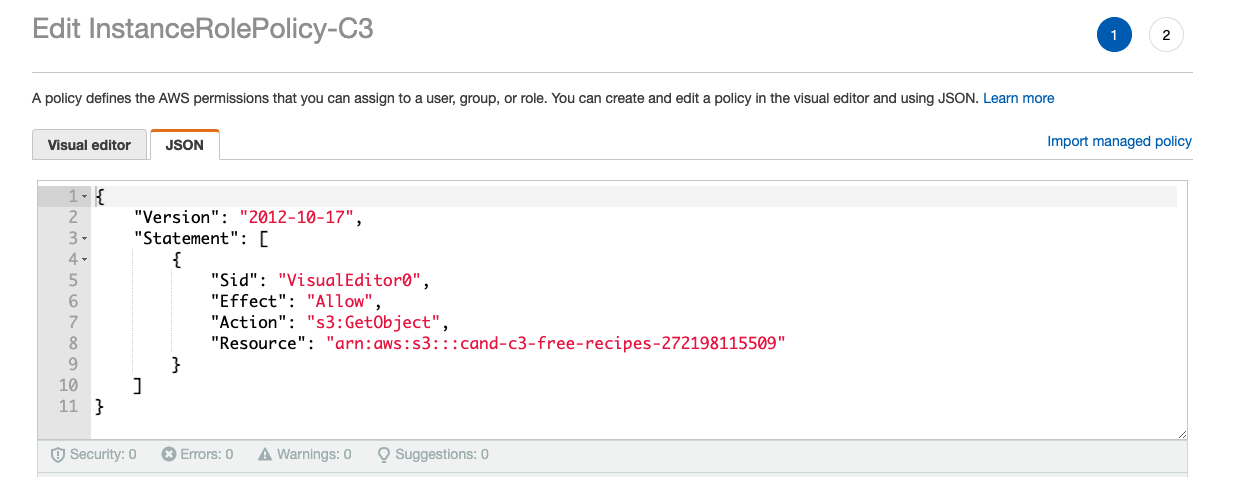 Edit InstanceRolePolicy-C3
1 2
A policy defines the AWS permissions that you can assign to a user, group, or role. You can create and edit a policy in the visual editor and using JSON. Learn more
Visual editor JSON Import managed policy
1 {
2 "Version": "2012-10-17",
3 "Statement": [
4 {
5 "Sid": "VisualEditor0",
6 "Effect": "Allow",
7 "Action": "s3:GetObject",
8 "Resource": "arn:aws:s3:::cand-c3-free-recipes-272198115509"
9 }
10 ]
11 }
Security: 0 Errors: 0 Warnings: 0 Suggestions: 0